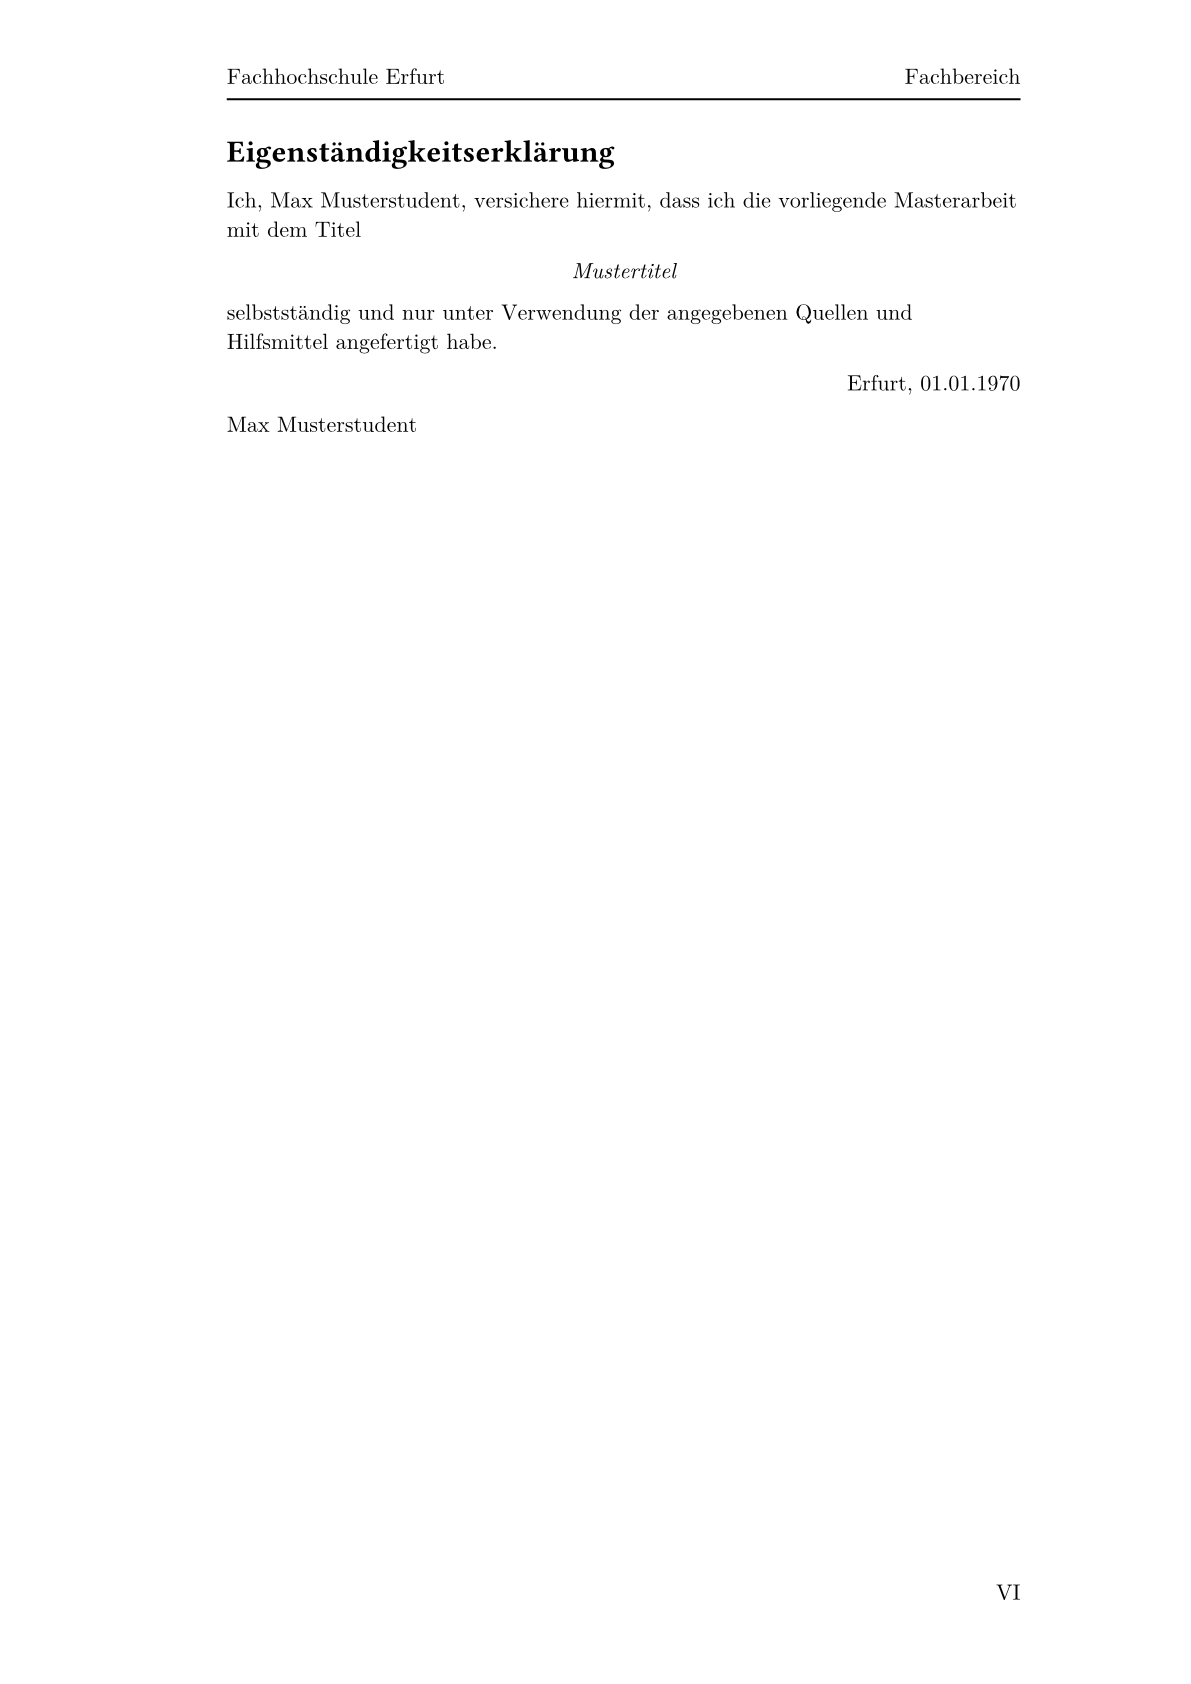 Fachhochschule Erfurt Fachbereich
Eigenständigkeitserklärung
Ich, Max Musterstudent, versichere hiermit, dass ich die vorliegende Masterarbeit
mit dem Titel
Mustertitel
selbstständig und nur unter Verwendung der angegebenen Quellen und
Hilfsmittel angefertigt habe.
Erfurt, 01.01.1970
Max Musterstudent
VI